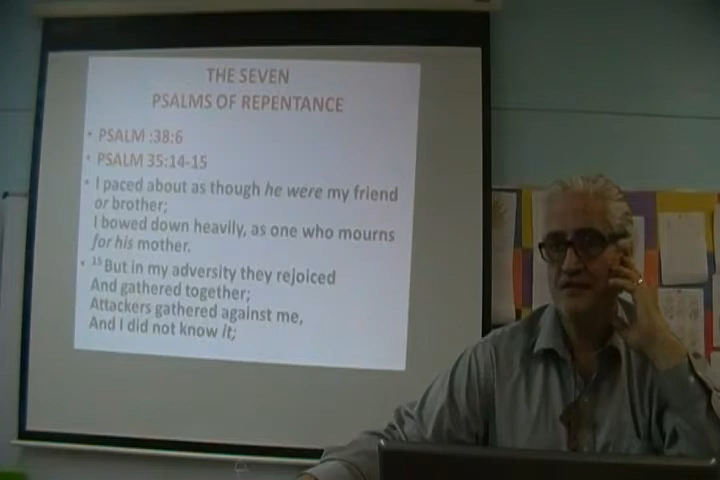 THE SEVEN
PSALMS OF REPENTANCE
• PSALM :38:6
• PSALM 35:14-15
• I paced about as though he were my friend
or brother;
I bowed down heavily, as one who mourns
for his mother.
• 15 But in my adversity they rejoiced
And gathered together;
Attackers gathered against me,
And I did not know it;